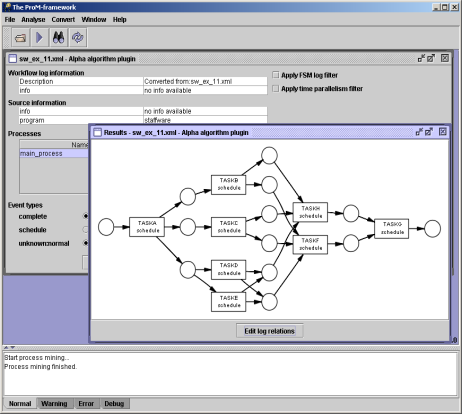 The ProM-framework
File Analyse Convert Window Help
sw_ex_11.xml - Alpha algorithm plugin
Workflow log information
Description Converted from:sw_ex_11.xml
info no info available
Apply FSM log filter
Apply time parallelism filter
Source information
info no info available
program staffware
Processes
Name
main_process
Event types
complete
schedule
unknown:normal
Results - sw_ex_11.xml - Alpha algorithm plugin
TASKB
schedule
TASKA
schedule
TASKC
schedule
TASKH
schedule
TASKG
schedule
TASKF
schedule
TASKD
schedule
TASKE
schedule
Edit log relations
Start process mining...
Process mining finished.
Normal Warning Error Debug